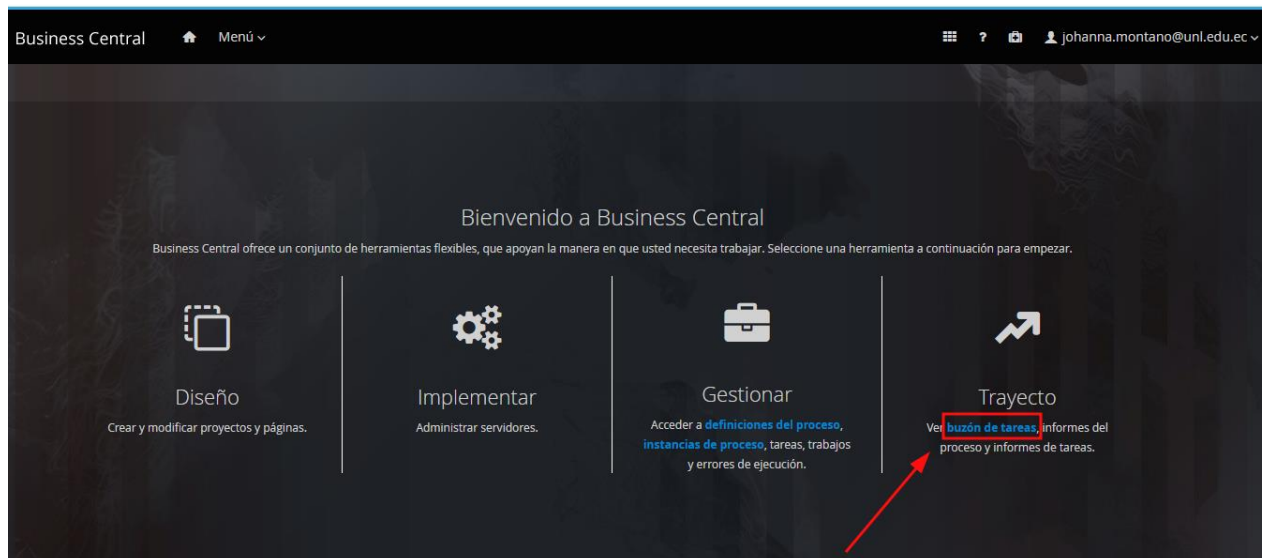 Business Central Menú ? johanna.montano@unl.edu.ec
Bienvenido a Business Central
Business Central ofrece un conjunto de herramientas flexibles, que apoyan la manera en que usted necesita trabajar. Seleccione una herramienta a continuación para empezar.
Diseño
Crear y modificar proyectos y páginas.
Implementar
Administrar servidores.
Gestionar
Acceder a definiciones del proceso,
instancias de proceso, tareas, trabajos
y errores de ejecución.
Trayecto
Ver buzón de tareas, informes del
proceso y informes de tareas.